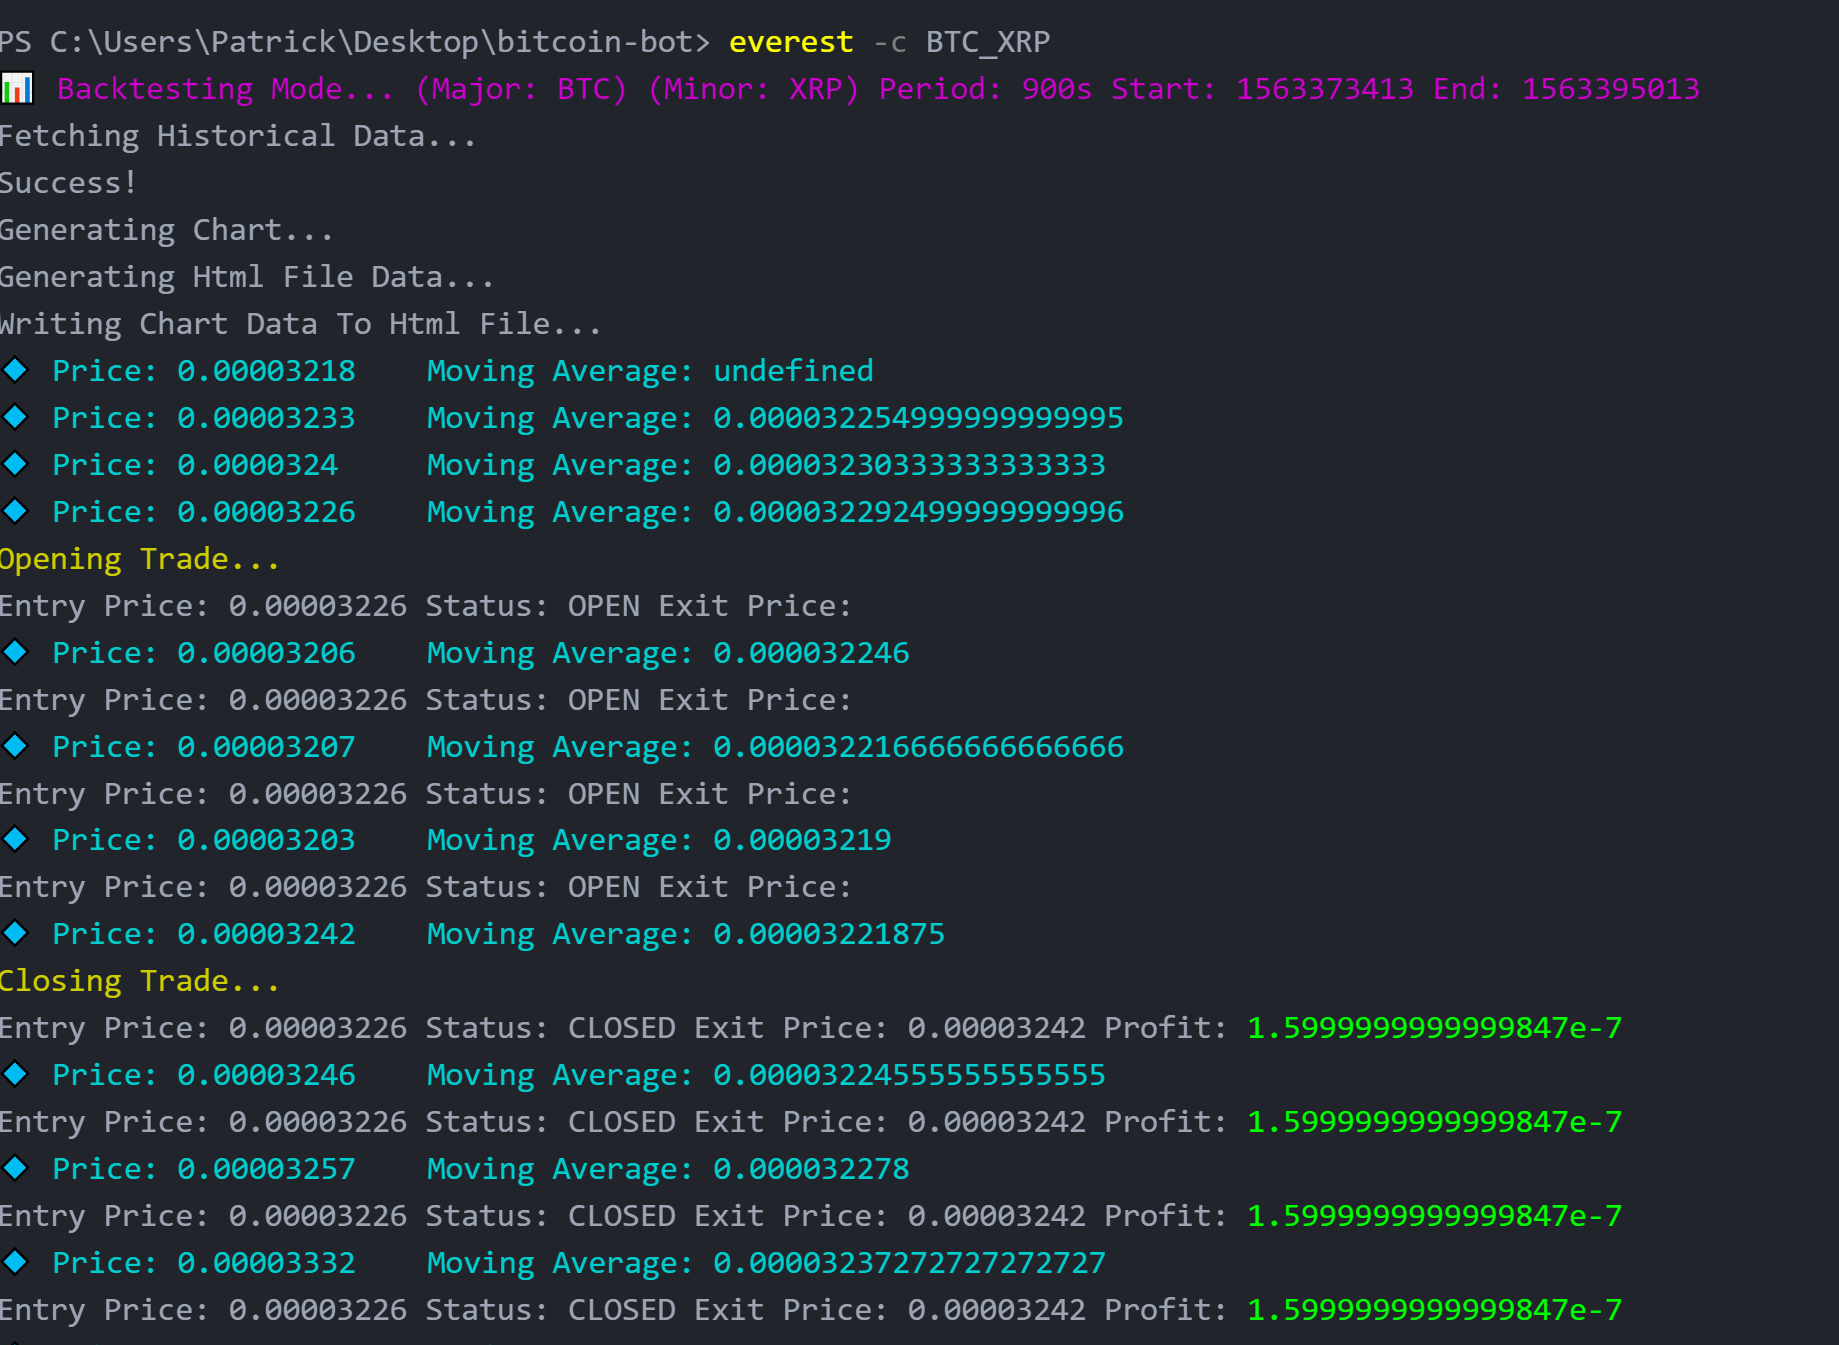 PS C:\Users\Patrick\Desktop\bitcoin-bot> everest -c BTC_XRP
Backtesting Mode... (Major: BTC) (Minor: XRP) Period: 900s Start: 1563373413 End: 1563395013
Fetching Historical Data...
Success!
Generating Chart...
Generating Html File Data...
Writing Chart Data To Html File...
Price: 0.00003218    Moving Average: undefined
Price: 0.00003233    Moving Average: 0.000032254999999999995
Price: 0.0000324    Moving Average: 0.00003230333333333333
Price: 0.00003226    Moving Average: 0.000032292499999999996
Opening Trade...
Entry Price: 0.00003226 Status: OPEN Exit Price:
Price: 0.00003206    Moving Average: 0.000032246
Entry Price: 0.00003226 Status: OPEN Exit Price:
Price: 0.00003207    Moving Average: 0.000032216666666666666
Entry Price: 0.00003226 Status: OPEN Exit Price:
Price: 0.00003203    Moving Average: 0.00003219
Entry Price: 0.00003226 Status: OPEN Exit Price:
Price: 0.00003242    Moving Average: 0.00003221875
Closing Trade...
Entry Price: 0.00003226 Status: CLOSED Exit Price: 0.00003242 Profit: 1.5999999999999847e-7
Price: 0.00003246    Moving Average: 0.00003224555555555555
Entry Price: 0.00003226 Status: CLOSED Exit Price: 0.00003242 Profit: 1.5999999999999847e-7
Price: 0.00003257    Moving Average: 0.000032278
Entry Price: 0.00003226 Status: CLOSED Exit Price: 0.00003242 Profit: 1.5999999999999847e-7
Price: 0.00003332    Moving Average: 0.00003237272727272727
Entry Price: 0.00003226 Status: CLOSED Exit Price: 0.00003242 Profit: 1.5999999999999847e-7